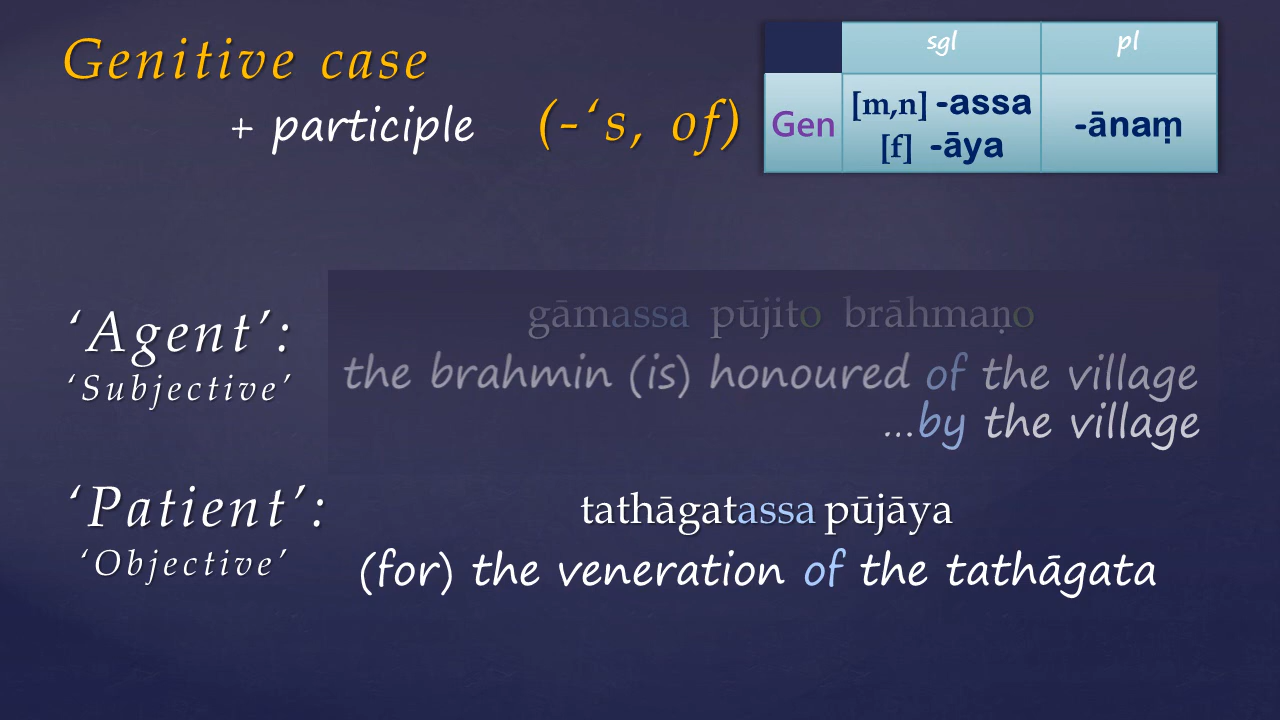 Genitive case
+ participle (-‘s, of)
sgl pl
Gen [m,n] -assa -ānaṃ
[f] -āya
‘Agent’:
‘Subjective’
gāmassa pūjito brāhmaṇo
the brahmin (is) honoured of the village
...by the village
‘Patient’:
‘Objective’
tathāgatassa pūjāya
(for) the veneration of the tathāgata